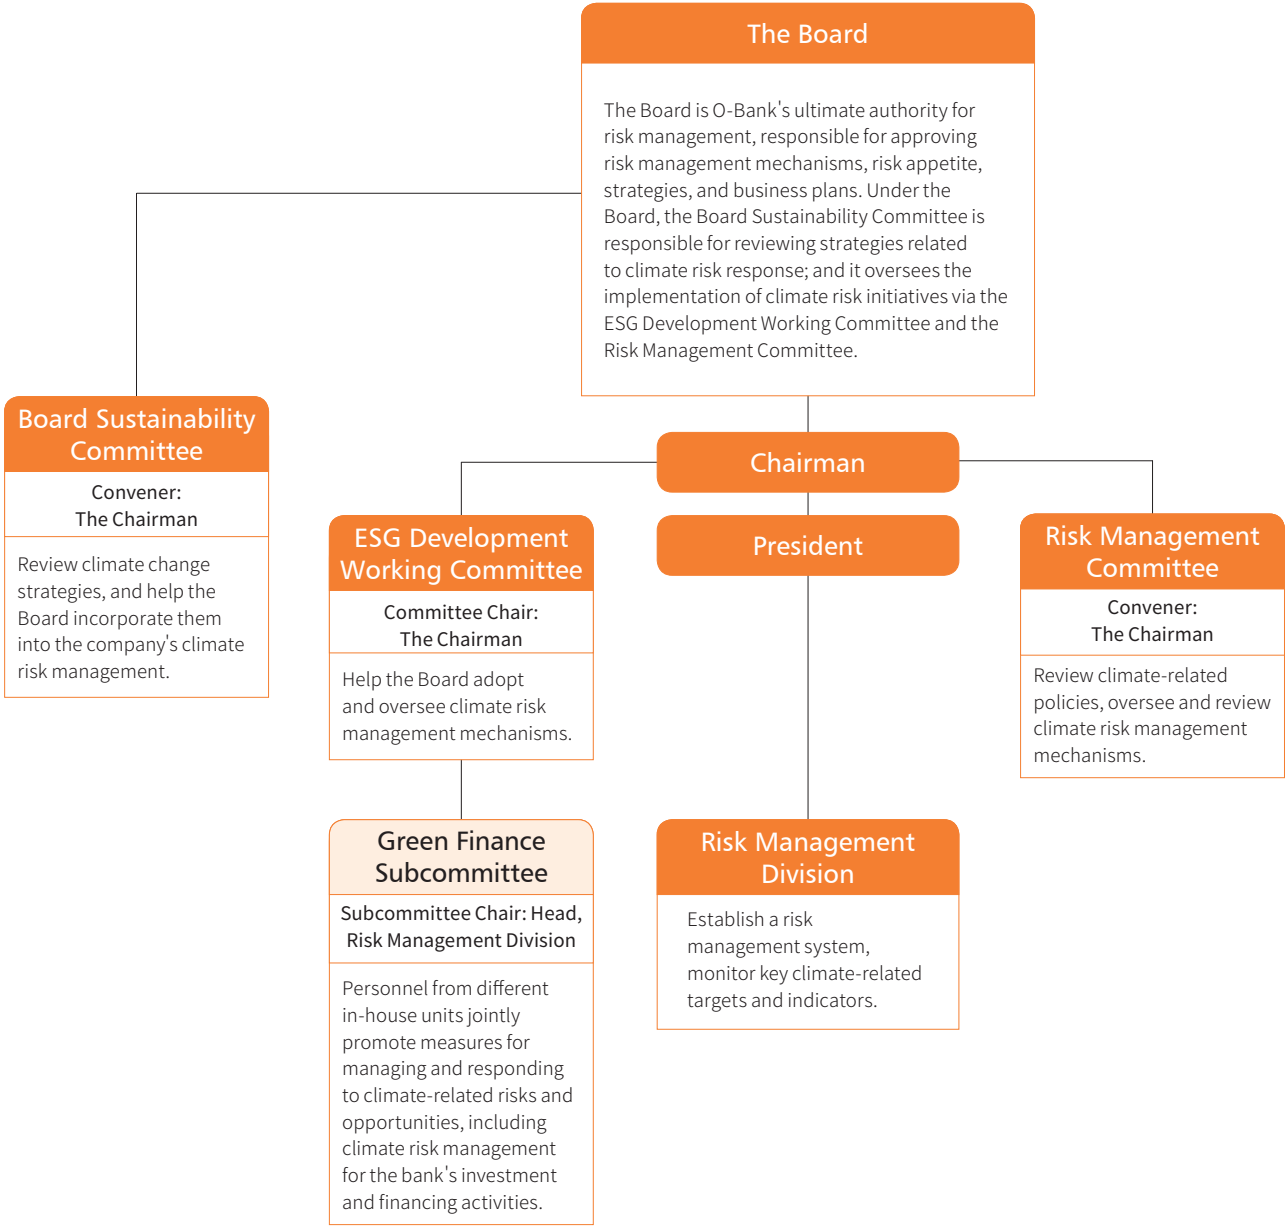 The Board
The Board is O-Bank's ultimate authority for
risk management, responsible for approving
risk management mechanisms, risk appetite,
strategies, and business plans. Under the
Board, the Board Sustainability Committee is
responsible for reviewing strategies related
to climate risk response; and it oversees the
implementation of climate risk initiatives via the
ESG Development Working Committee and the
Risk Management Committee.
Board Sustainability
Committee
Convener:
The Chairman
Review climate change
strategies, and help the
Board incorporate them
into the company's climate
risk management.
Chairman
President
ESG Development
Working Committee
Committee Chair:
The Chairman
Help the Board adopt
and oversee climate risk
management mechanisms.
Risk Management
Committee
Convener:
The Chairman
Review climate-related
policies, oversee and review
climate risk management
mechanisms.
Green Finance
Subcommittee
Subcommittee Chair: Head,
Risk Management Division
Personnel from different
in-house units jointly
promote measures for
managing and responding
to climate-related risks and
opportunities, including
climate risk management
for the bank's investment
and financing activities.
Risk Management
Division
Establish a risk
management system,
monitor key climate-related
targets and indicators.